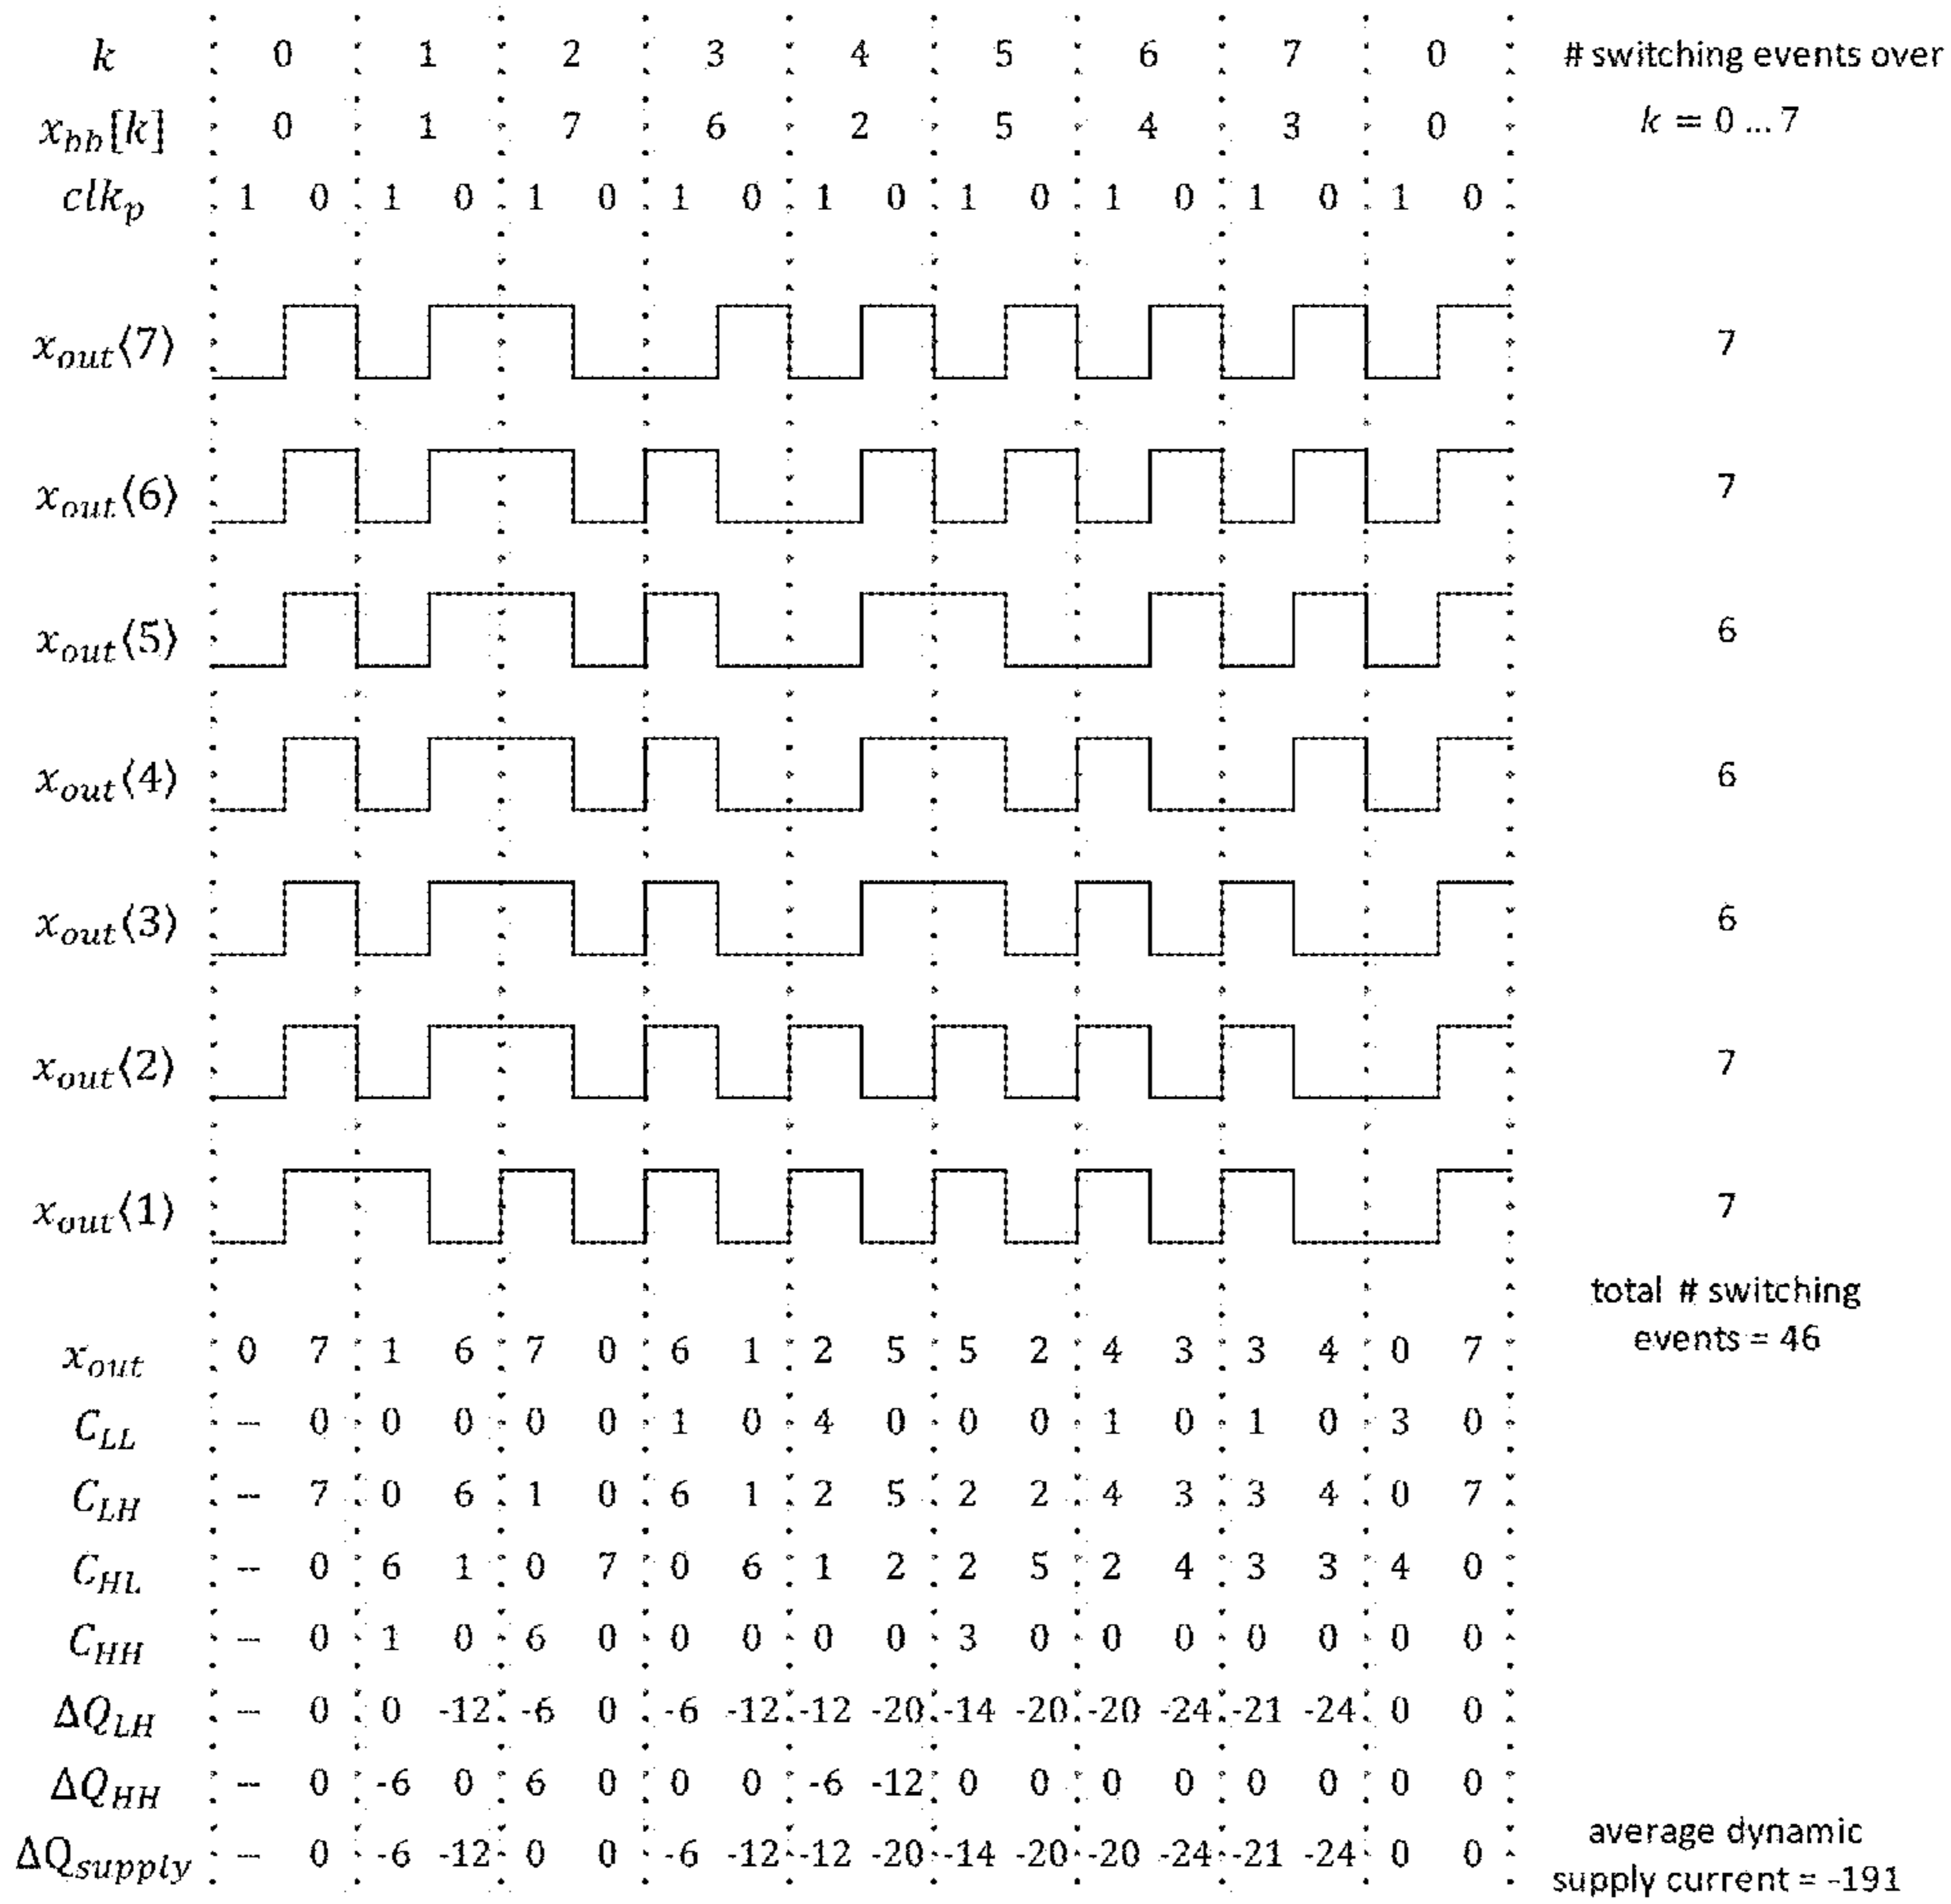 k 0 1 2 3 4 5 6 7 0 # switching events over
x_bb[k] 0 1 7 6 2 5 4 3 0 k = 0 ... 7
clk_p 1 0 1 0 1 0 1 0 1 0 1 0 1 0 1 0 1 0
x_out⟨7⟩ 7
x_out⟨6⟩ 7
x_out⟨5⟩ 6
x_out⟨4⟩ 6
x_out⟨3⟩ 6
x_out⟨2⟩ 7
x_out⟨1⟩ 7
total # switching
events = 46
x_out 0 7 1 6 7 0 6 1 2 5 5 2 4 3 3 4 0 7
C_LL -- 0 0 0 0 0 1 0 4 0 0 0 1 0 1 0 3 0
C_LH -- 7 0 6 1 0 6 1 2 5 2 2 4 3 3 4 0 7
C_HL -- 0 6 1 0 7 0 6 1 2 2 5 2 4 3 3 4 0
C_HH -- 0 1 0 6 0 0 0 0 0 3 0 0 0 0 0 0 0
ΔQ_LH -- 0 0 -12 -6 0 -6 -12 -12 -20 -14 -20 -20 -24 -21 -24 0 0
ΔQ_HH -- 0 -6 0 6 0 0 0 -6 -12 0 0 0 0 0 0 0 0
ΔQ_supply -- 0 -6 -12 0 0 -6 -12 -12 -20 -14 -20 -20 -24 -21 -24 0 0
average dynamic
supply current = -191